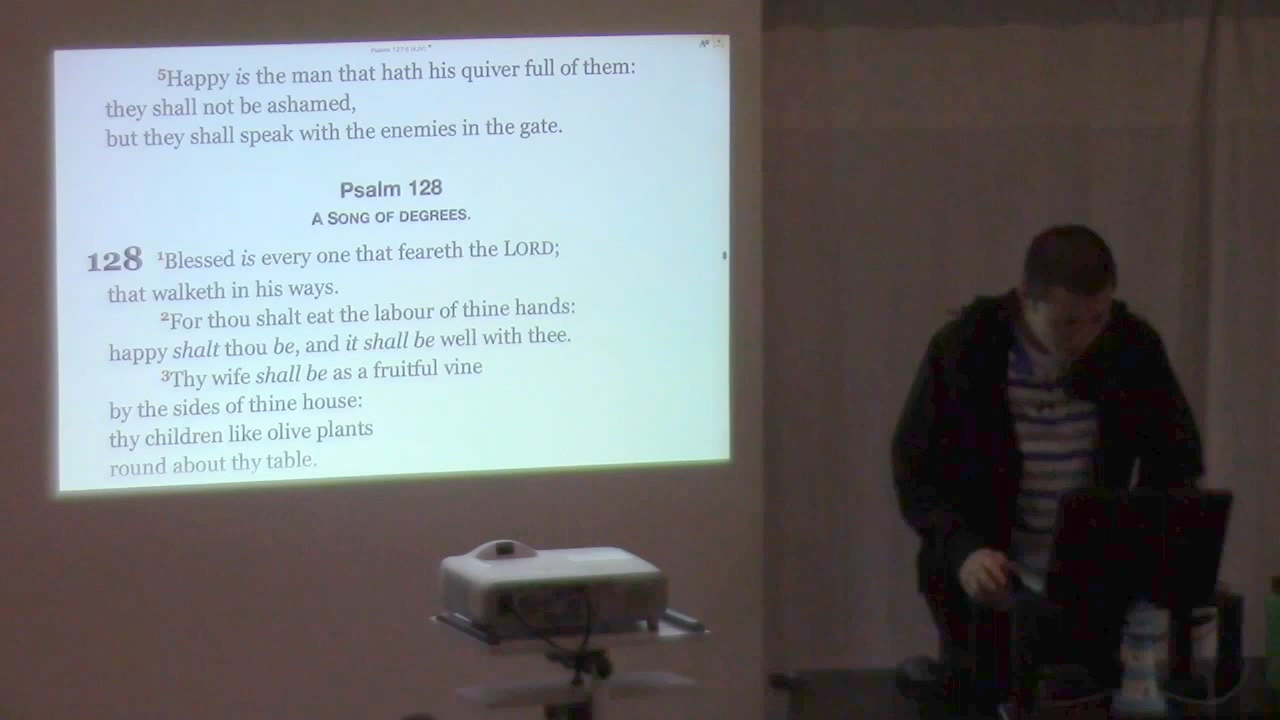 Psalms 127:5 (KJV)
5Happy is the man that hath his quiver full of them:
they shall not be ashamed,
but they shall speak with the enemies in the gate.
Psalm 128
A SONG OF DEGREES.
128 1Blessed is every one that feareth the LORD;
that walketh in his ways.
2For thou shalt eat the labour of thine hands:
happy shalt thou be, and it shall be well with thee.
3Thy wife shall be as a fruitful vine
by the sides of thine house:
thy children like olive plants
round about thy table.